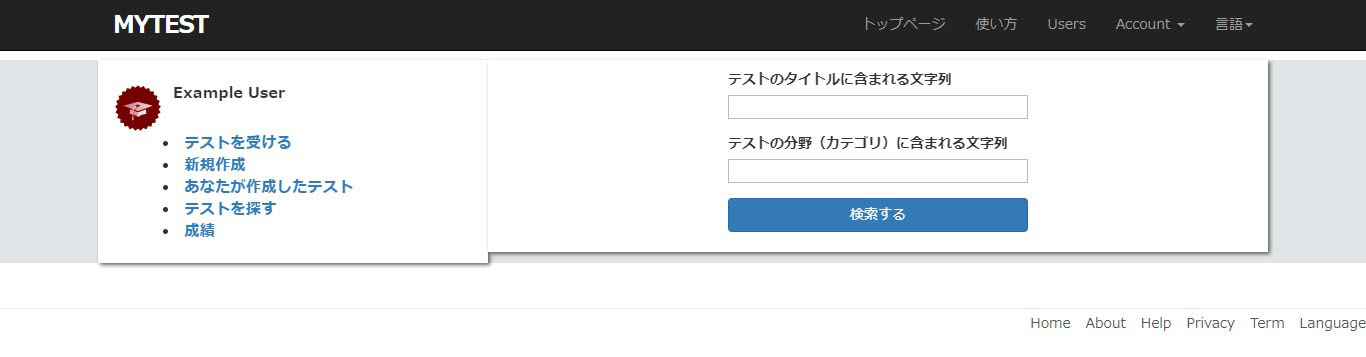 MYTEST
トップページ 使い方 Users Account 言語
Example User
テストを受ける
新規作成
あなたが作成したテスト
テストを探す
成績
テストのタイトルに含まれる文字列
テストの分野（カテゴリ）に含まれる文字列
検索する
Home About Help Privacy Term Language